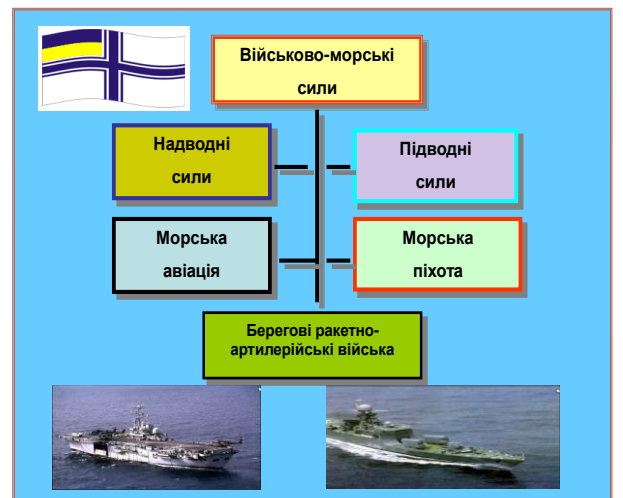 Військово-морські
сили
Надводні
сили
Підводні
сили
Морська
авіація
Морська
піхота
Берегові ракетно-
артилерійські війська